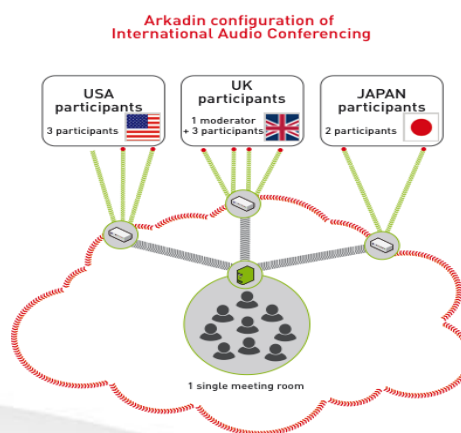 Arkadin configuration of
International Audio Conferencing
USA
participants
3 participants
UK
participants
1 moderator
+ 3 participants
JAPAN
participants
2 participants
1 single meeting room